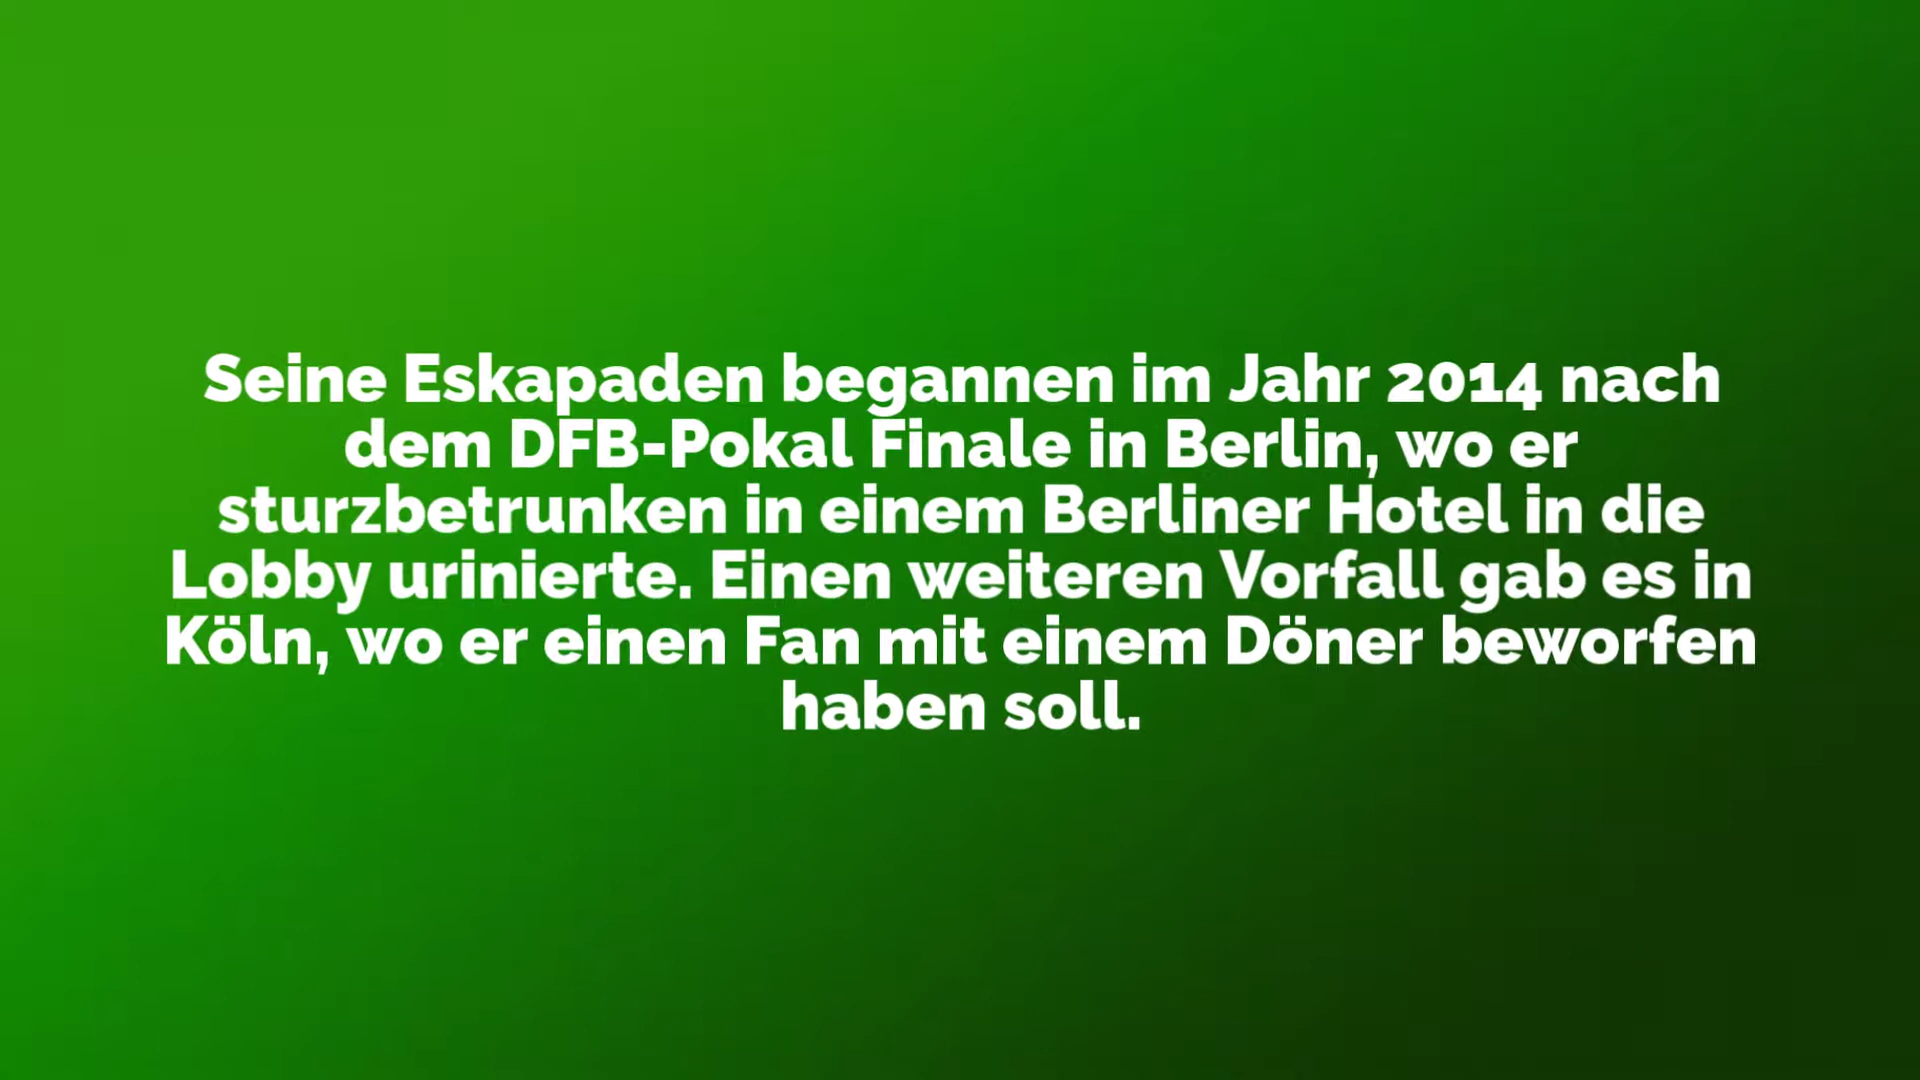 Seine Eskapaden begannen im Jahr 2014 nach
dem DFB-Pokal Finale in Berlin, wo er
sturzbetrunken in einem Berliner Hotel in die
Lobby urinierte. Einen weiteren Vorfall gab es in
Köln, wo er einen Fan mit einem Döner beworfen
haben soll.